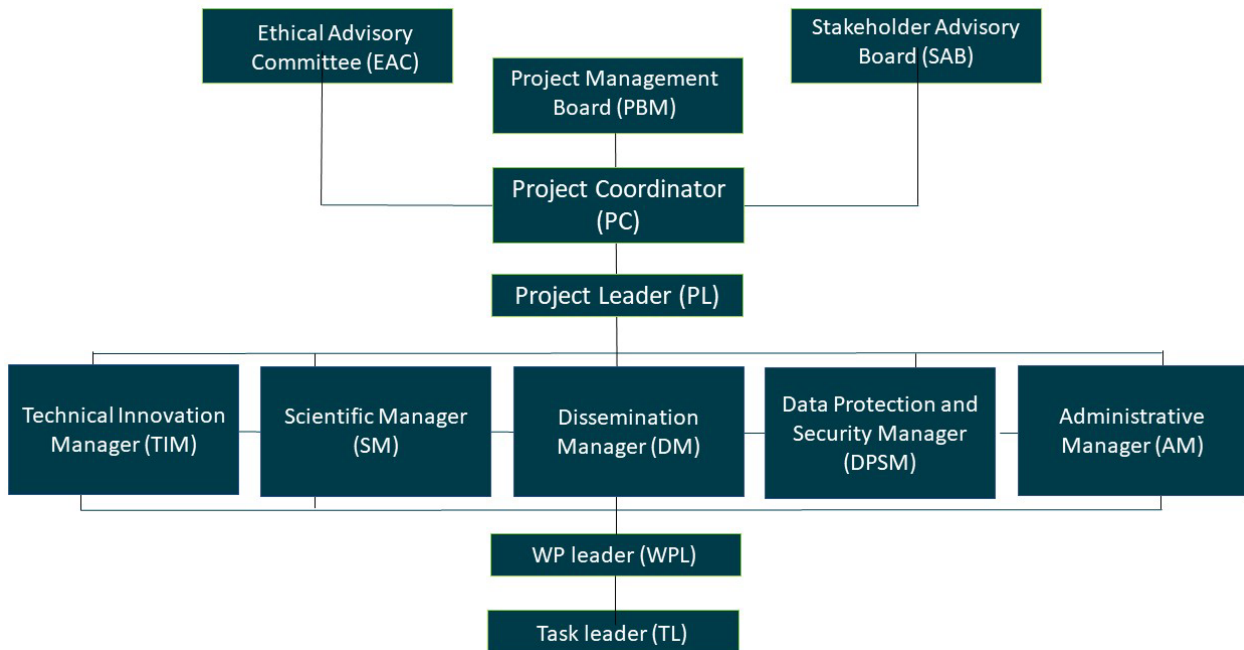 Ethical Advisory
Committee (EAC)
Stakeholder Advisory
Board (SAB)
Project Management
Board (PBM)
Project Coordinator
(PC)
Project Leader (PL)
Technical Innovation
Manager (TIM)
Scientific Manager
(SM)
Dissemination
Manager (DM)
Data Protection and
Security Manager
(DPSM)
Administrative
Manager (AM)
WP leader (WPL)
Task leader (TL)